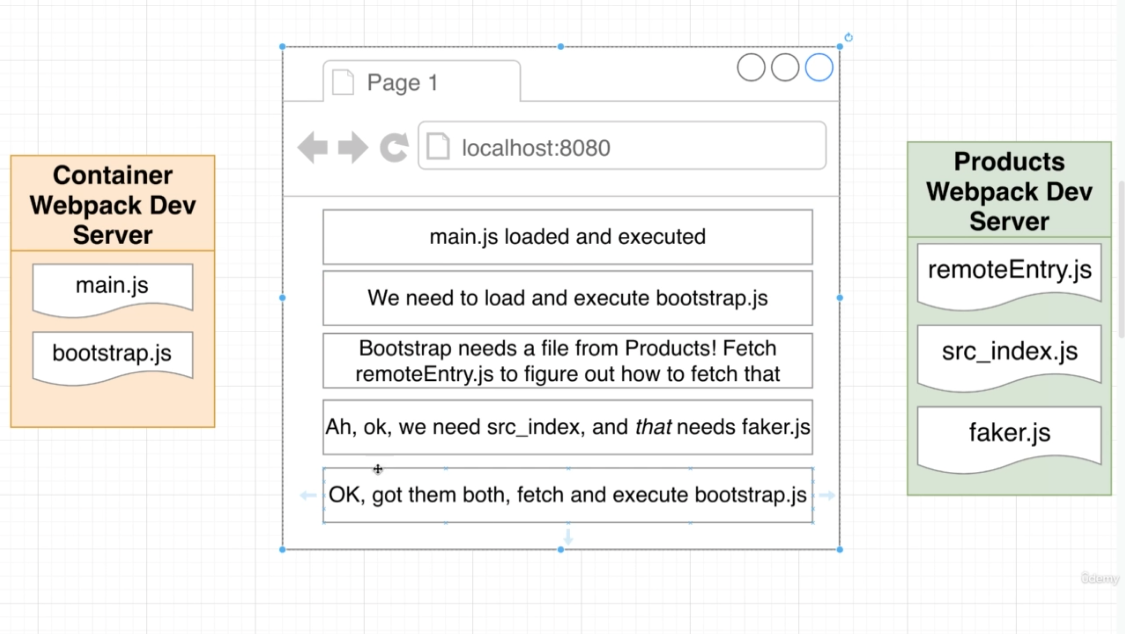 Page 1
localhost:8080
Container
Webpack Dev
Server
main.js
bootstrap.js
main.js loaded and executed
We need to load and execute bootstrap.js
Bootstrap needs a file from Products! Fetch
remoteEntry.js to figure out how to fetch that
Ah, ok, we need src_index, and that needs faker.js
OK, got them both, fetch and execute bootstrap.js
Products
Webpack Dev
Server
remoteEntry.js
src_index.js
faker.js
ûdemy